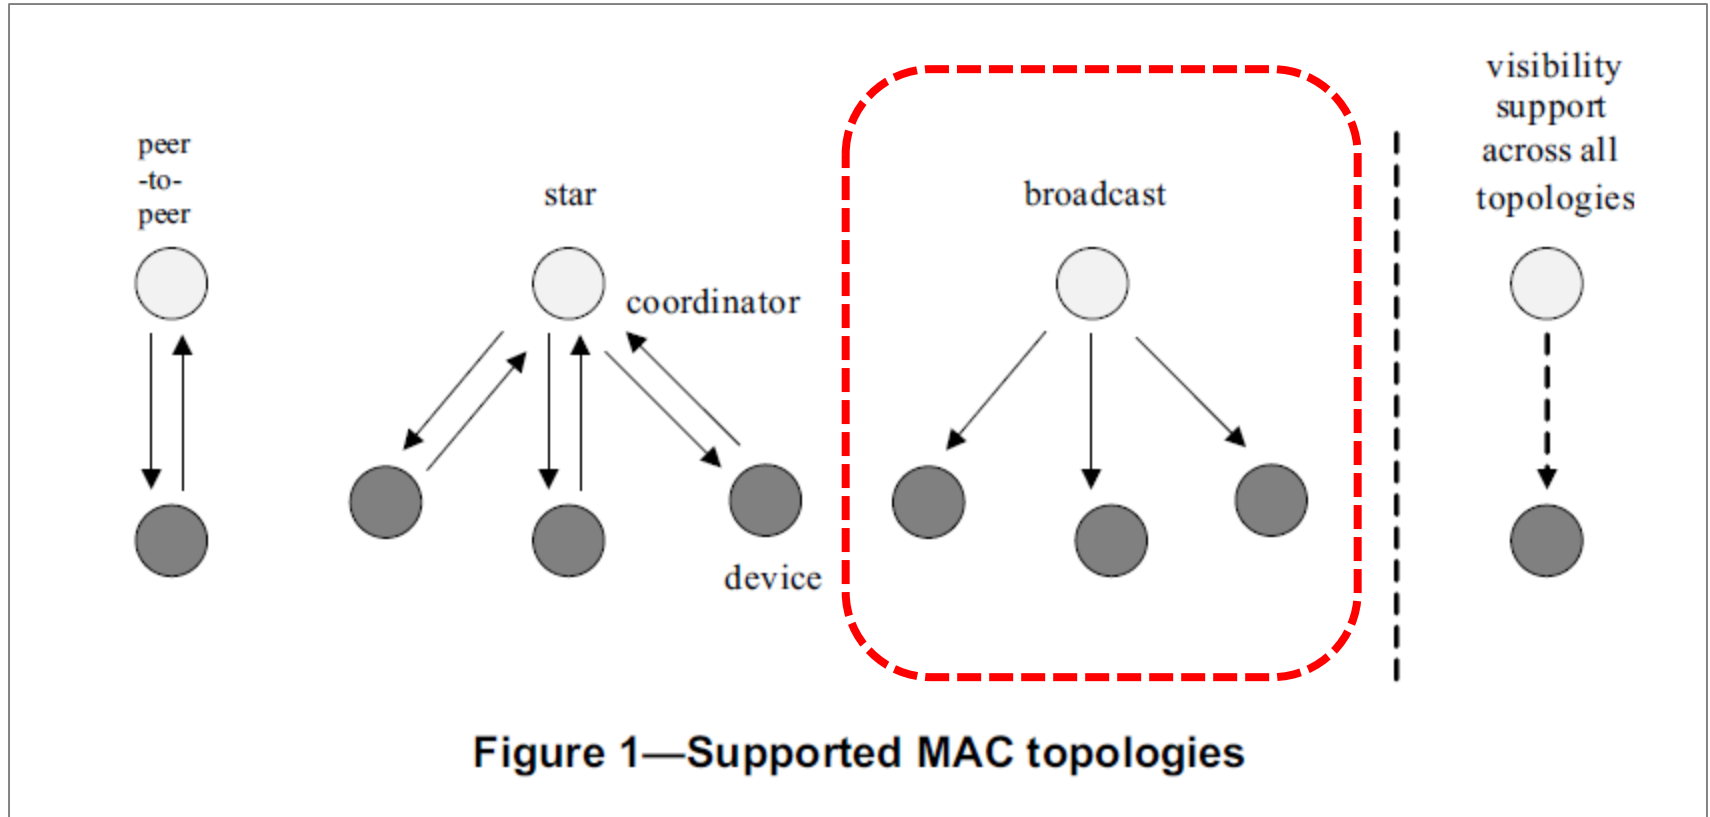 peer
-to-
peer
star
coordinator
device
broadcast
visibility
support
across all
topologies
Figure 1—Supported MAC topologies